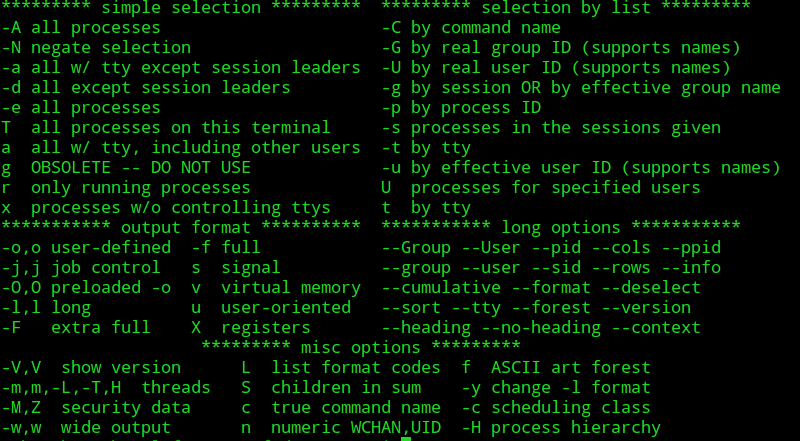 ********* simple selection *********  ********* selection by list *********
-A all processes                      -C by command name
-N negate selection                   -G by real group ID (supports names)
-a all w/ tty except session leaders  -U by real user ID (supports names)
-d all except session leaders         -g by session OR by effective group name
-e all processes                      -p by process ID
T  all processes on this terminal     -s processes in the sessions given
a  all w/ tty, including other users  -t by tty
g  OBSOLETE -- DO NOT USE             -u by effective user ID (supports names)
r  only running processes             U  processes for specified users
x  processes w/o controlling ttys     t  by tty
*********** output format **********  *********** long options ***********
-o,o user-defined  -f full            --Group --User --pid --cols --ppid
-j,j job control   s  signal          --group --user --sid --rows --info
-O,O preloaded -o  v  virtual memory  --cumulative --format --deselect
-l,l long          u  user-oriented   --sort --tty --forest --version
-F   extra full    X  registers       --heading --no-heading --context
                    ********* misc options *********
-V,V  show version      L  list format codes  f  ASCII art forest
-m,m,-L,-T,H  threads   S  children in sum    -y change -l format
-M,Z  security data     c  true command name  -c scheduling class
-w,w  wide output       n  numeric WCHAN,UID  -H process hierarchy